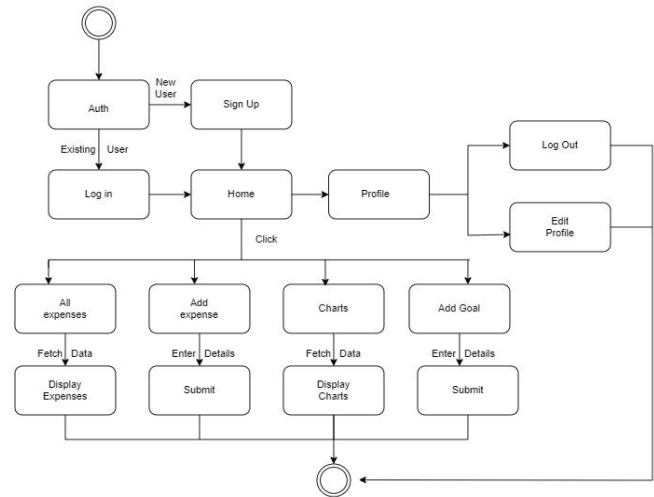 New
User
Auth
Sign Up
Existing User
Log Out
Log in
Home
Profile
Edit
Profile
Click
All
expenses
Add
expense
Charts
Add Goal
Fetch Data
Enter Details
Fetch Data
Enter Details
Display
Expenses
Submit
Display
Charts
Submit